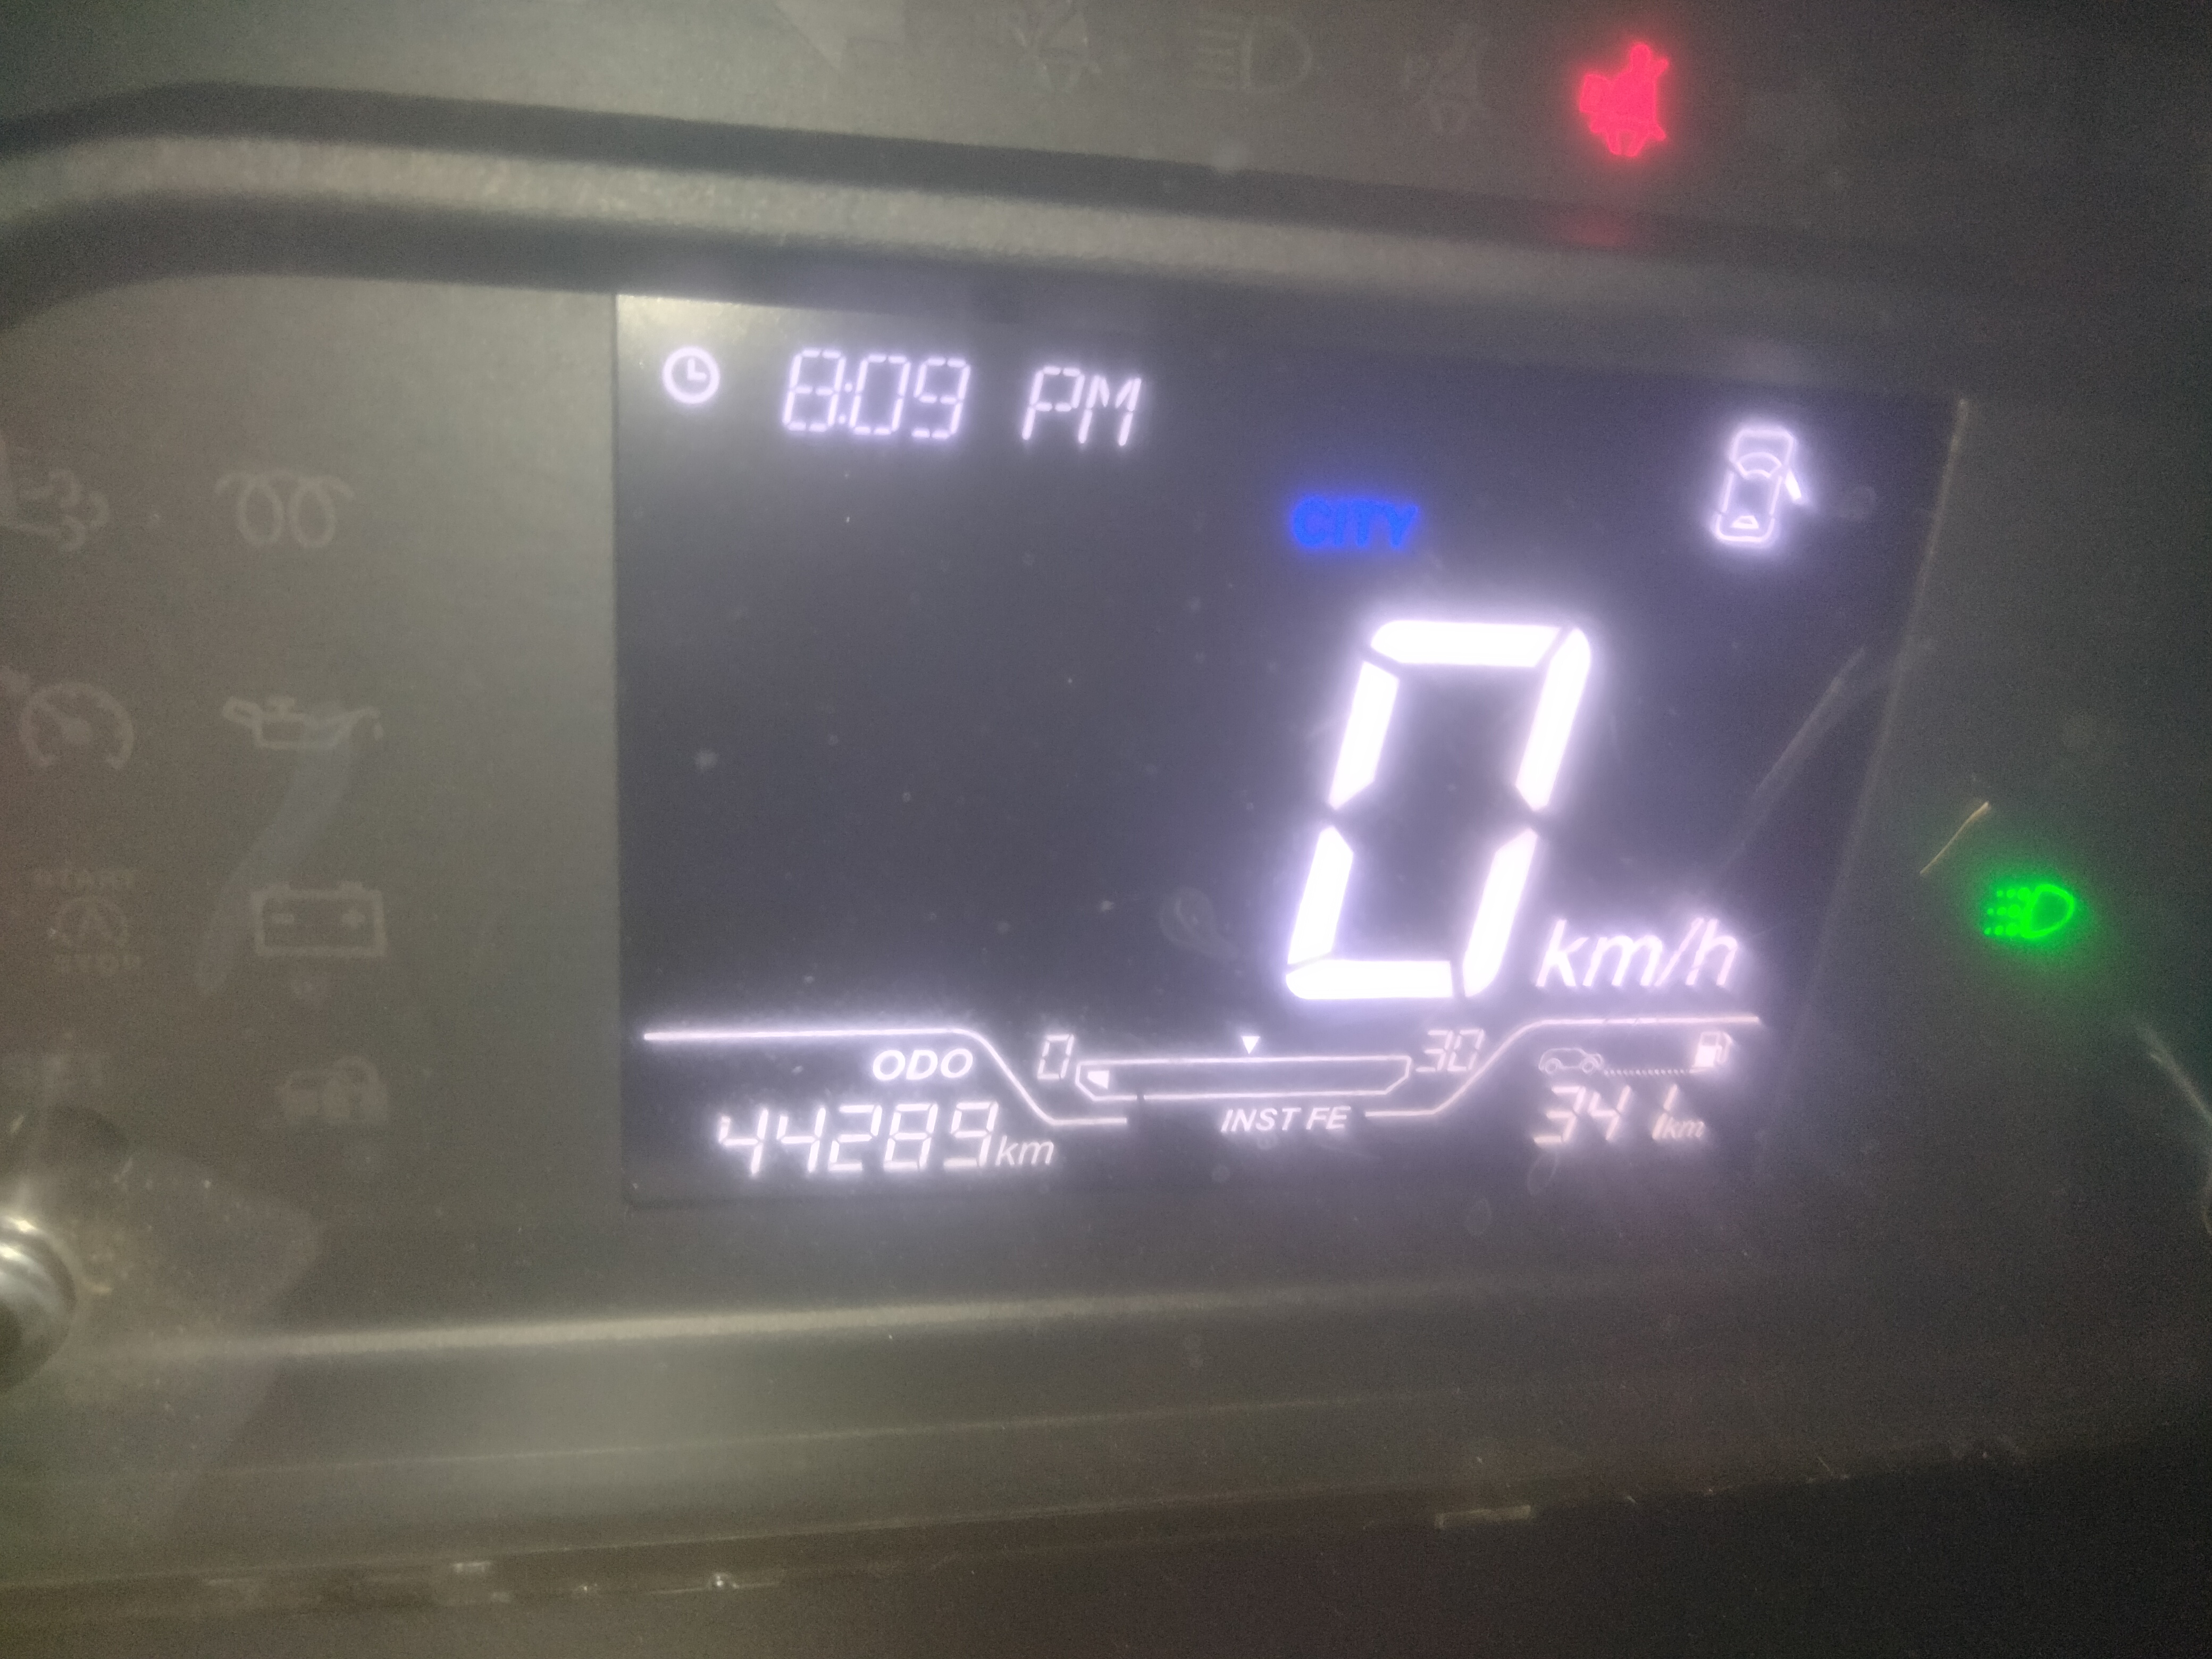 8:09 PM
CITY
0 km/h
ODO
0 30
44289km
INST FE
341km